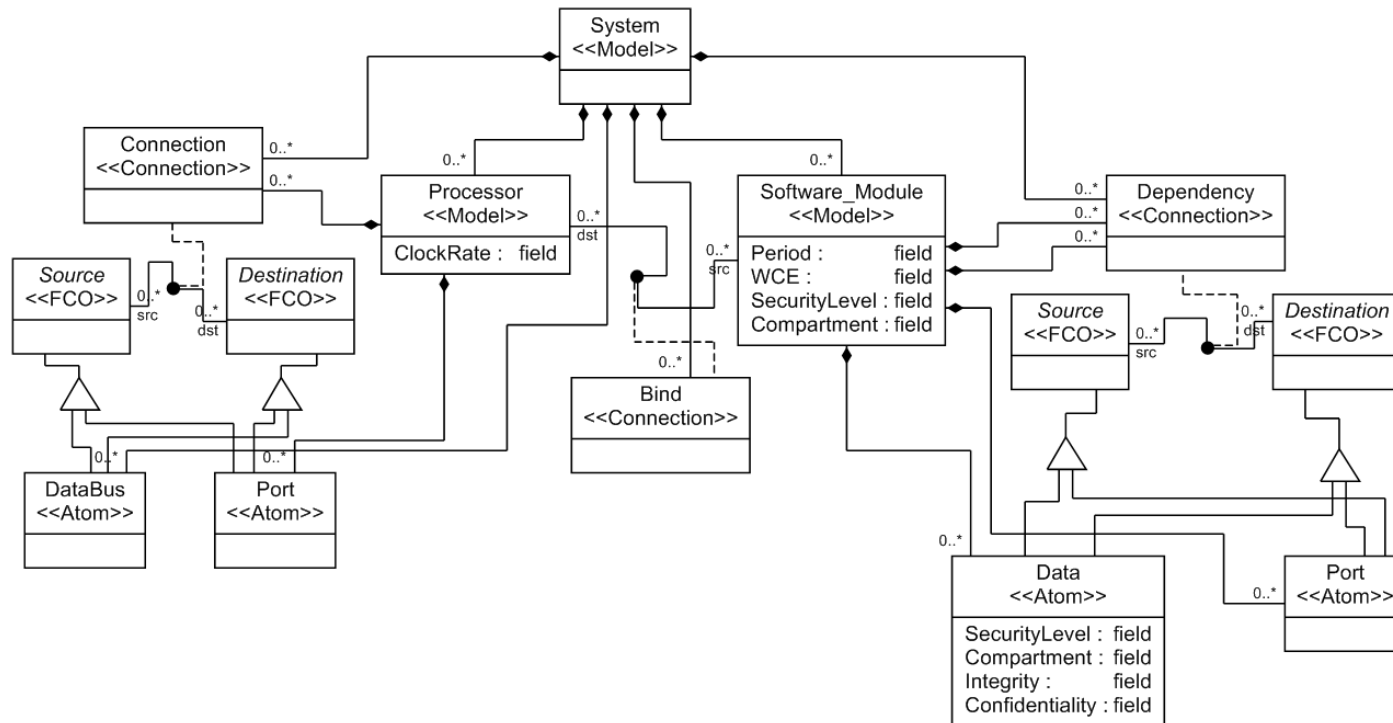 System
<<Model>>
Connection
<<Connection>>
0..*
0..*
0..*
Processor
<<Model>>
ClockRate : field
0..*
dst
0..*
Software_Module
<<Model>>
Period : field
WCE : field
SecurityLevel : field
Compartment : field
0..*
src
0..*
0..*
0..*
Dependency
<<Connection>>
Source
<<FCO>>
0..*
src
0..*
dst
Destination
<<FCO>>
Source
<<FCO>>
0..*
src
0..*
dst
Destination
<<FCO>>
0..*
Bind
<<Connection>>
0..*
DataBus
<<Atom>>
0..*
Port
<<Atom>>
0..*
Data
<<Atom>>
SecurityLevel : field
Compartment : field
Integrity : field
Confidentiality : field
0..*
Port
<<Atom>>